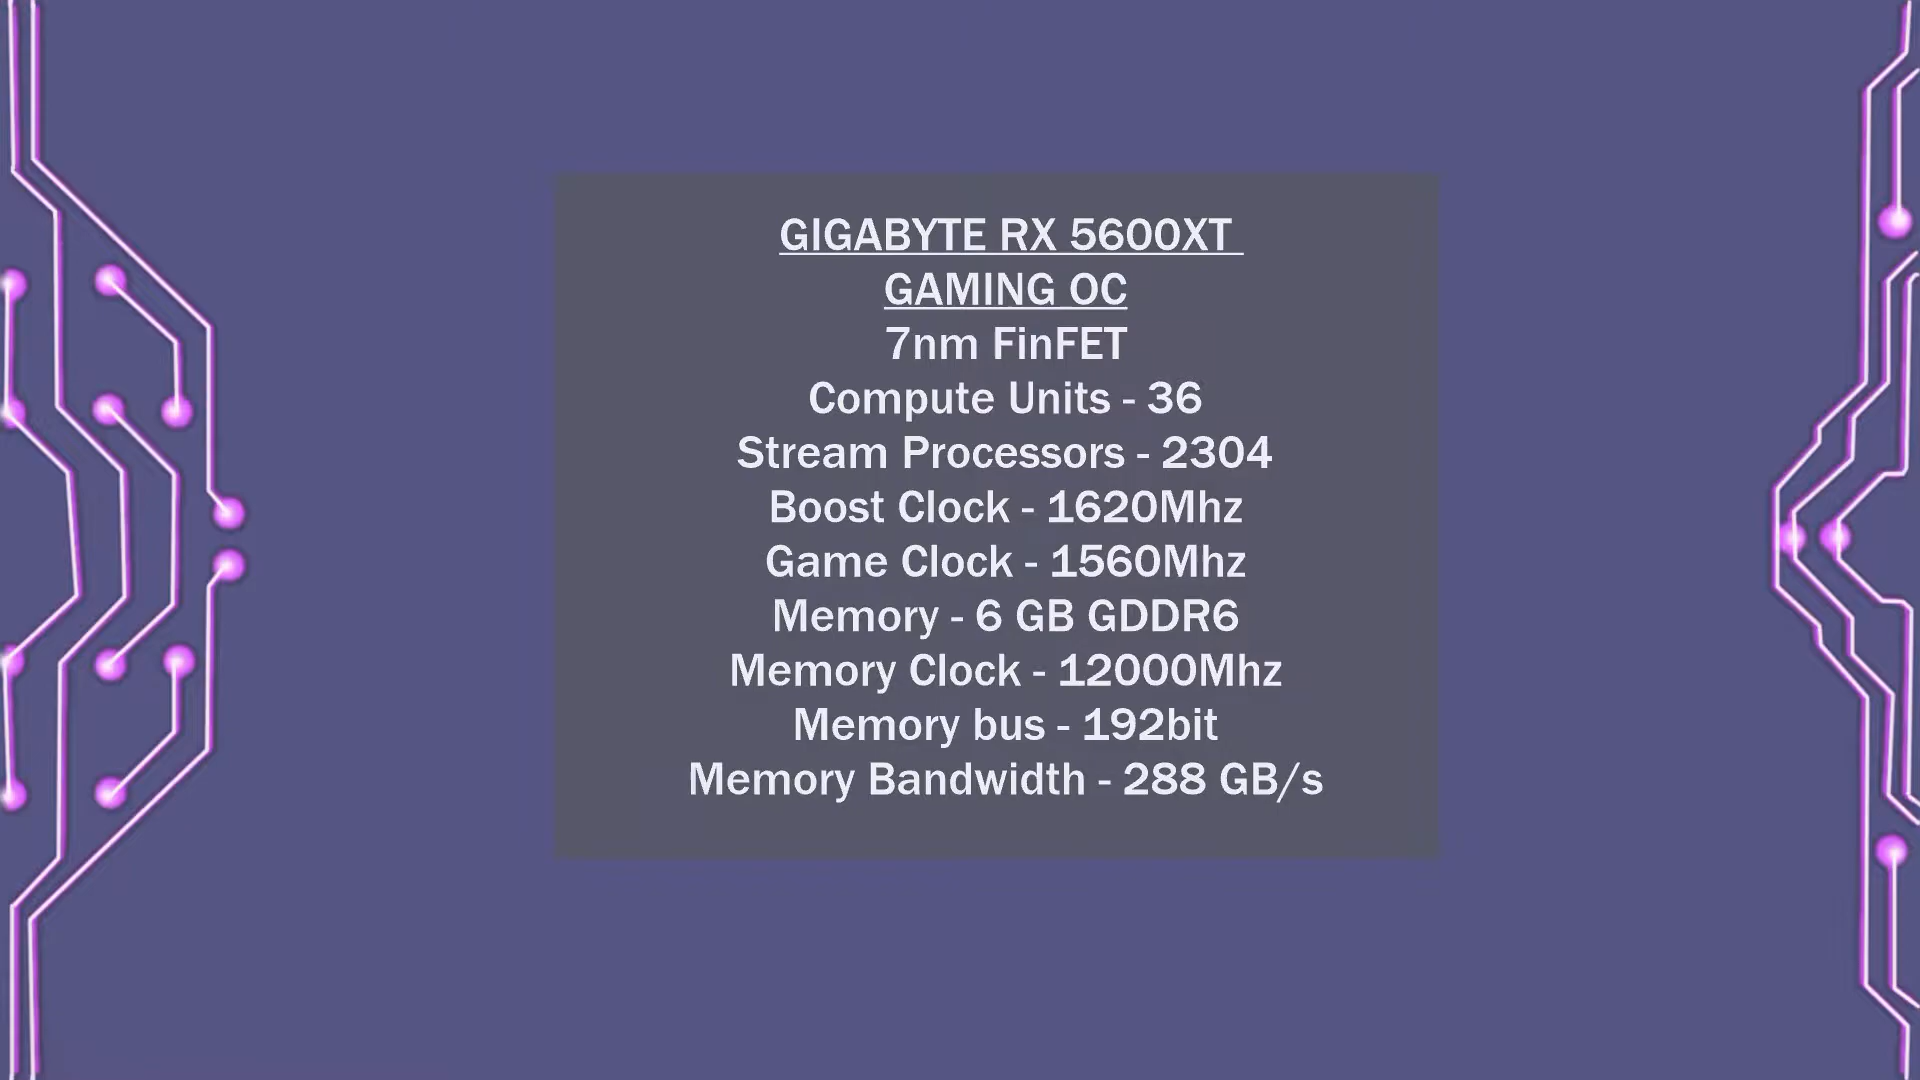 GIGABYTE RX 5600XT
GAMING OC
7nm FinFET
Compute Units - 36
Stream Processors - 2304
Boost Clock - 1620Mhz
Game Clock - 1560Mhz
Memory - 6 GB GDDR6
Memory Clock - 12000Mhz
Memory bus - 192bit
Memory Bandwidth - 288 GB/s